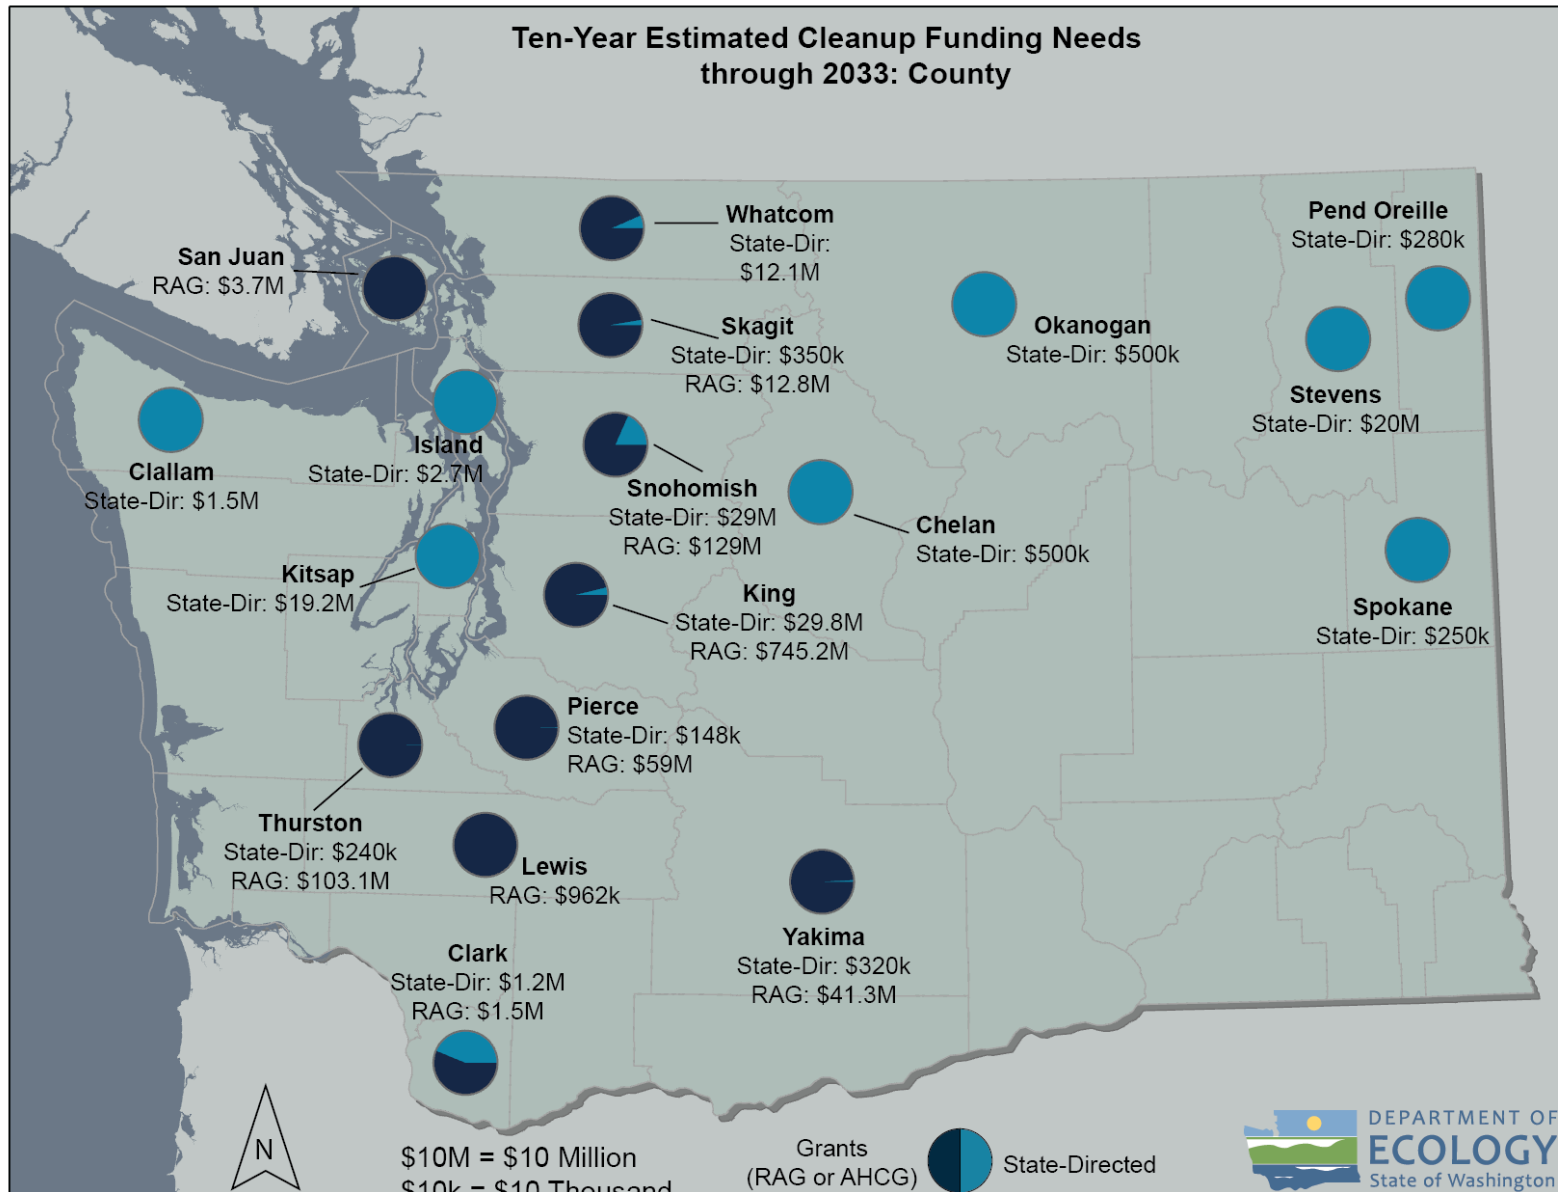 Ten-Year Estimated Cleanup Funding Needs
through 2033: County
Whatcom
State-Dir:
$12.1M
Pend Oreille
State-Dir: $280k
San Juan
RAG: $3.7M
Skagit
State-Dir: $350k
RAG: $12.8M
Okanogan
State-Dir: $500k
Stevens
State-Dir: $20M
Island
State-Dir: $2.7M
Clallam
State-Dir: $1.5M
Snohomish
State-Dir: $29M
RAG: $129M
Chelan
State-Dir: $500k
Kitsap
State-Dir: $19.2M
King
State-Dir: $29.8M
RAG: $745.2M
Spokane
State-Dir: $250k
Pierce
State-Dir: $148k
RAG: $59M
Thurston
State-Dir: $240k
RAG: $103.1M
Lewis
RAG: $962k
Yakima
State-Dir: $320k
RAG: $41.3M
Clark
State-Dir: $1.2M
RAG: $1.5M
N
$10M = $10 Million
$10k = $10 Thousand
Grants
(RAG or AHCG)
State-Directed
DEPARTMENT OF
ECOLOGY
State of Washington